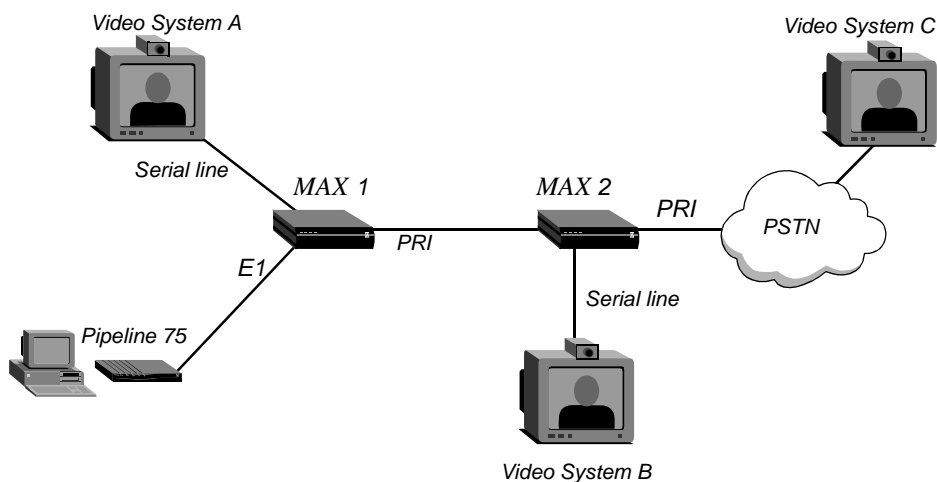 Video System A
Video System C
Serial line
MAX 1
MAX 2
PRI
PSTN
PRI
E1
Serial line
Pipeline 75
Video System B